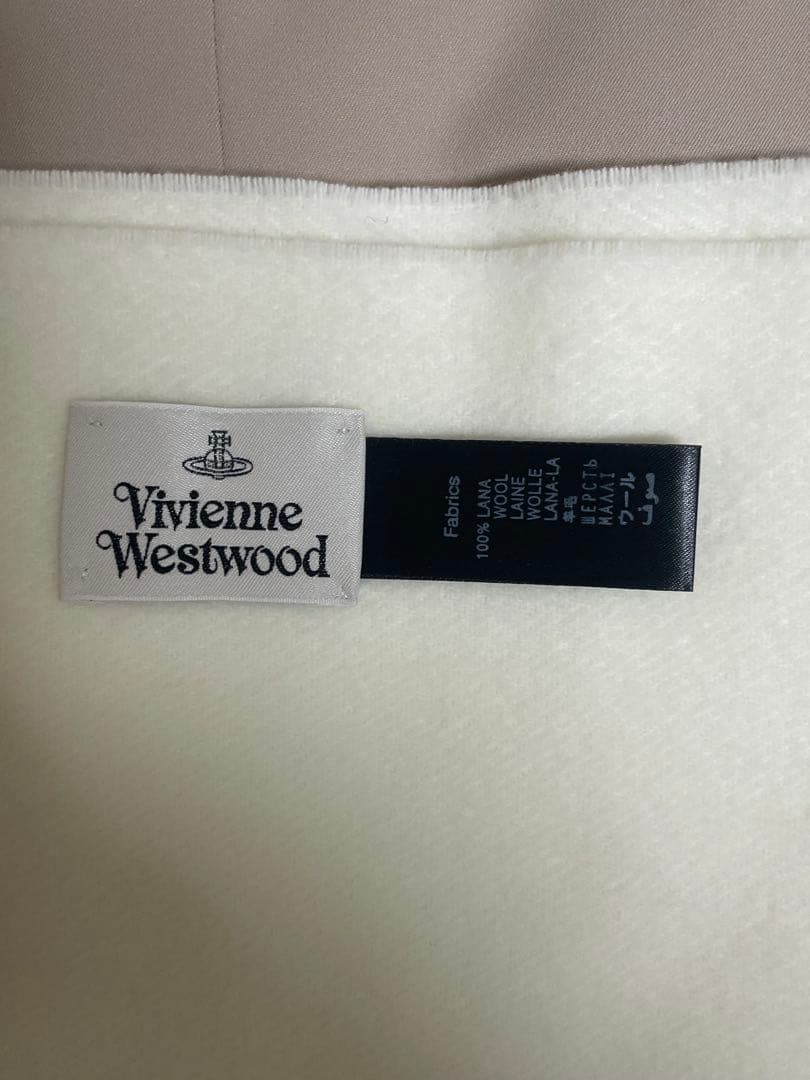 Vivienne
Westwood
Fabrics
100% LANA
WOOL
LAINE
WOLLE
LANA-LA
羊毛
ШЕРСТЬ
ΜΑΛΛΙ
ウール
صوف